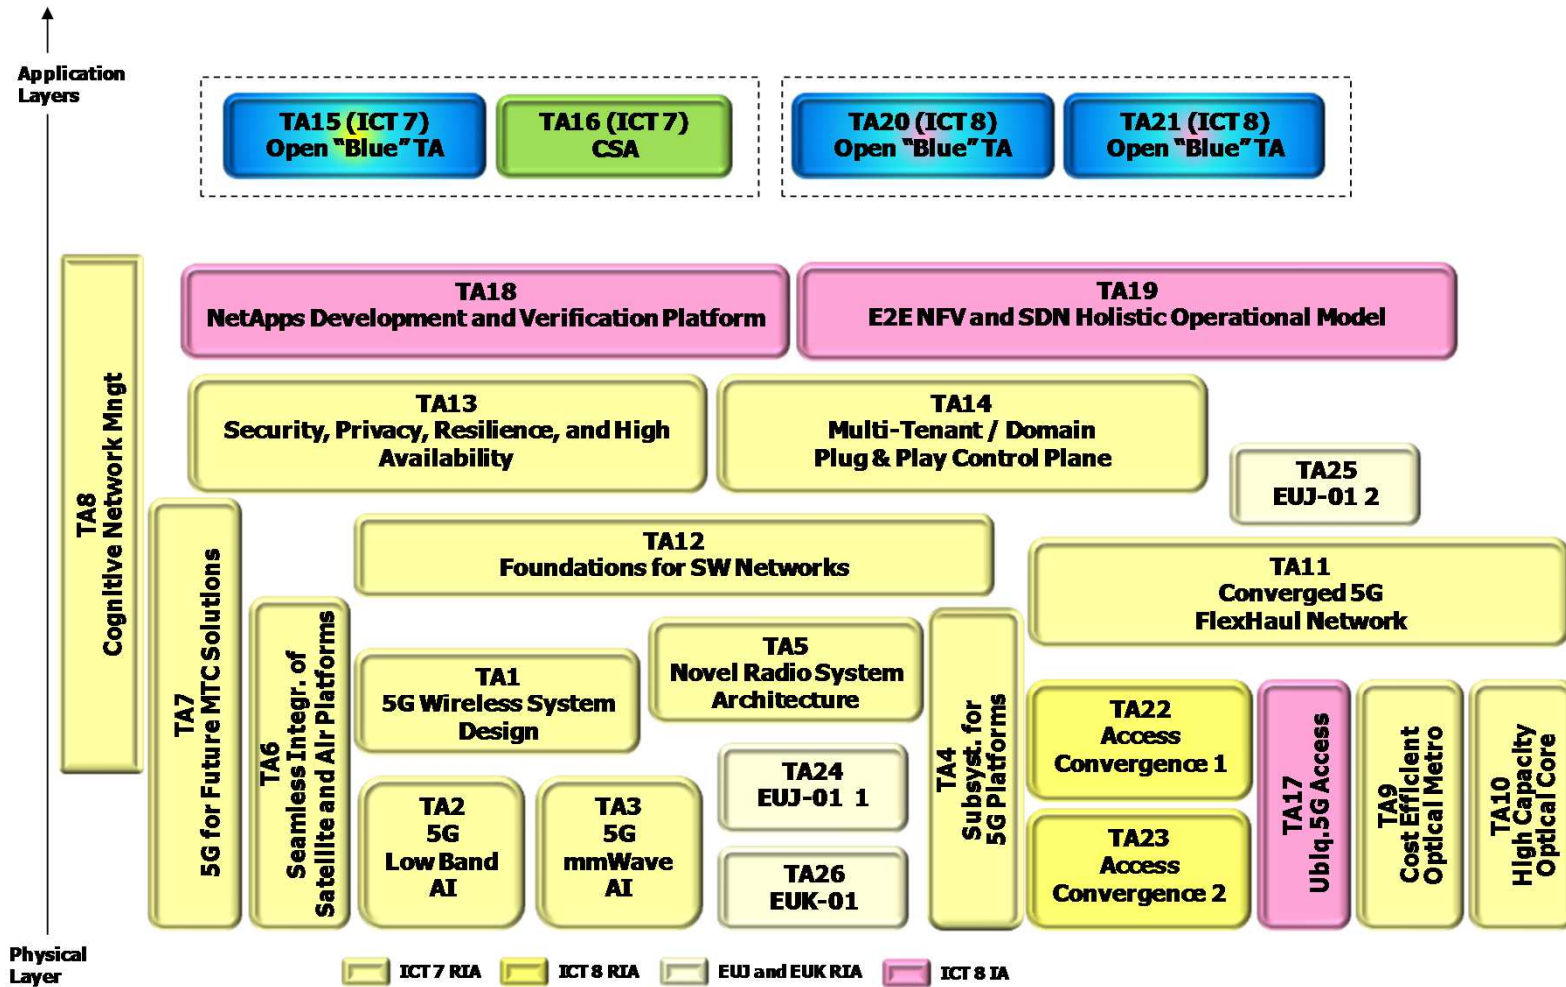 Application
Layers
TA15 (ICT 7)
Open "Blue" TA
TA16 (ICT 7)
CSA
TA20 (ICT 8)
Open "Blue" TA
TA21 (ICT 8)
Open "Blue" TA
TA8
Cognitive Network Mngt
TA18
NetApps Development and Verification Platform
TA19
E2E NFV and SDN Holistic Operational Model
TA13
Security, Privacy, Resilience, and High
Availability
TA14
Multi-Tenant / Domain
Plug & Play Control Plane
TA25
EUJ-01 2
TA7
5G for Future MTC Solutions
TA12
Foundations for SW Networks
TA11
Converged 5G
FlexHaul Network
TA6
Seamless Integr. of
Satellite and Air Platforms
TA1
5G Wireless System
Design
TA5
Novel Radio System
Architecture
TA4
Subsyst. for
5G Platforms
TA22
Access
Convergence 1
TA17
Ubiq.5G Access
TA9
Cost Efficient
Optical Metro
TA10
High Capacity
Optical Core
TA2
5G
Low Band
AI
TA3
5G
mmWave
AI
TA24
EUJ-01 1
TA23
Access
Convergence 2
TA26
EUK-01
Physical
Layer
ICT 7 RIA
ICT 8 RIA
EUJ and EUK RIA
ICT 8 IA